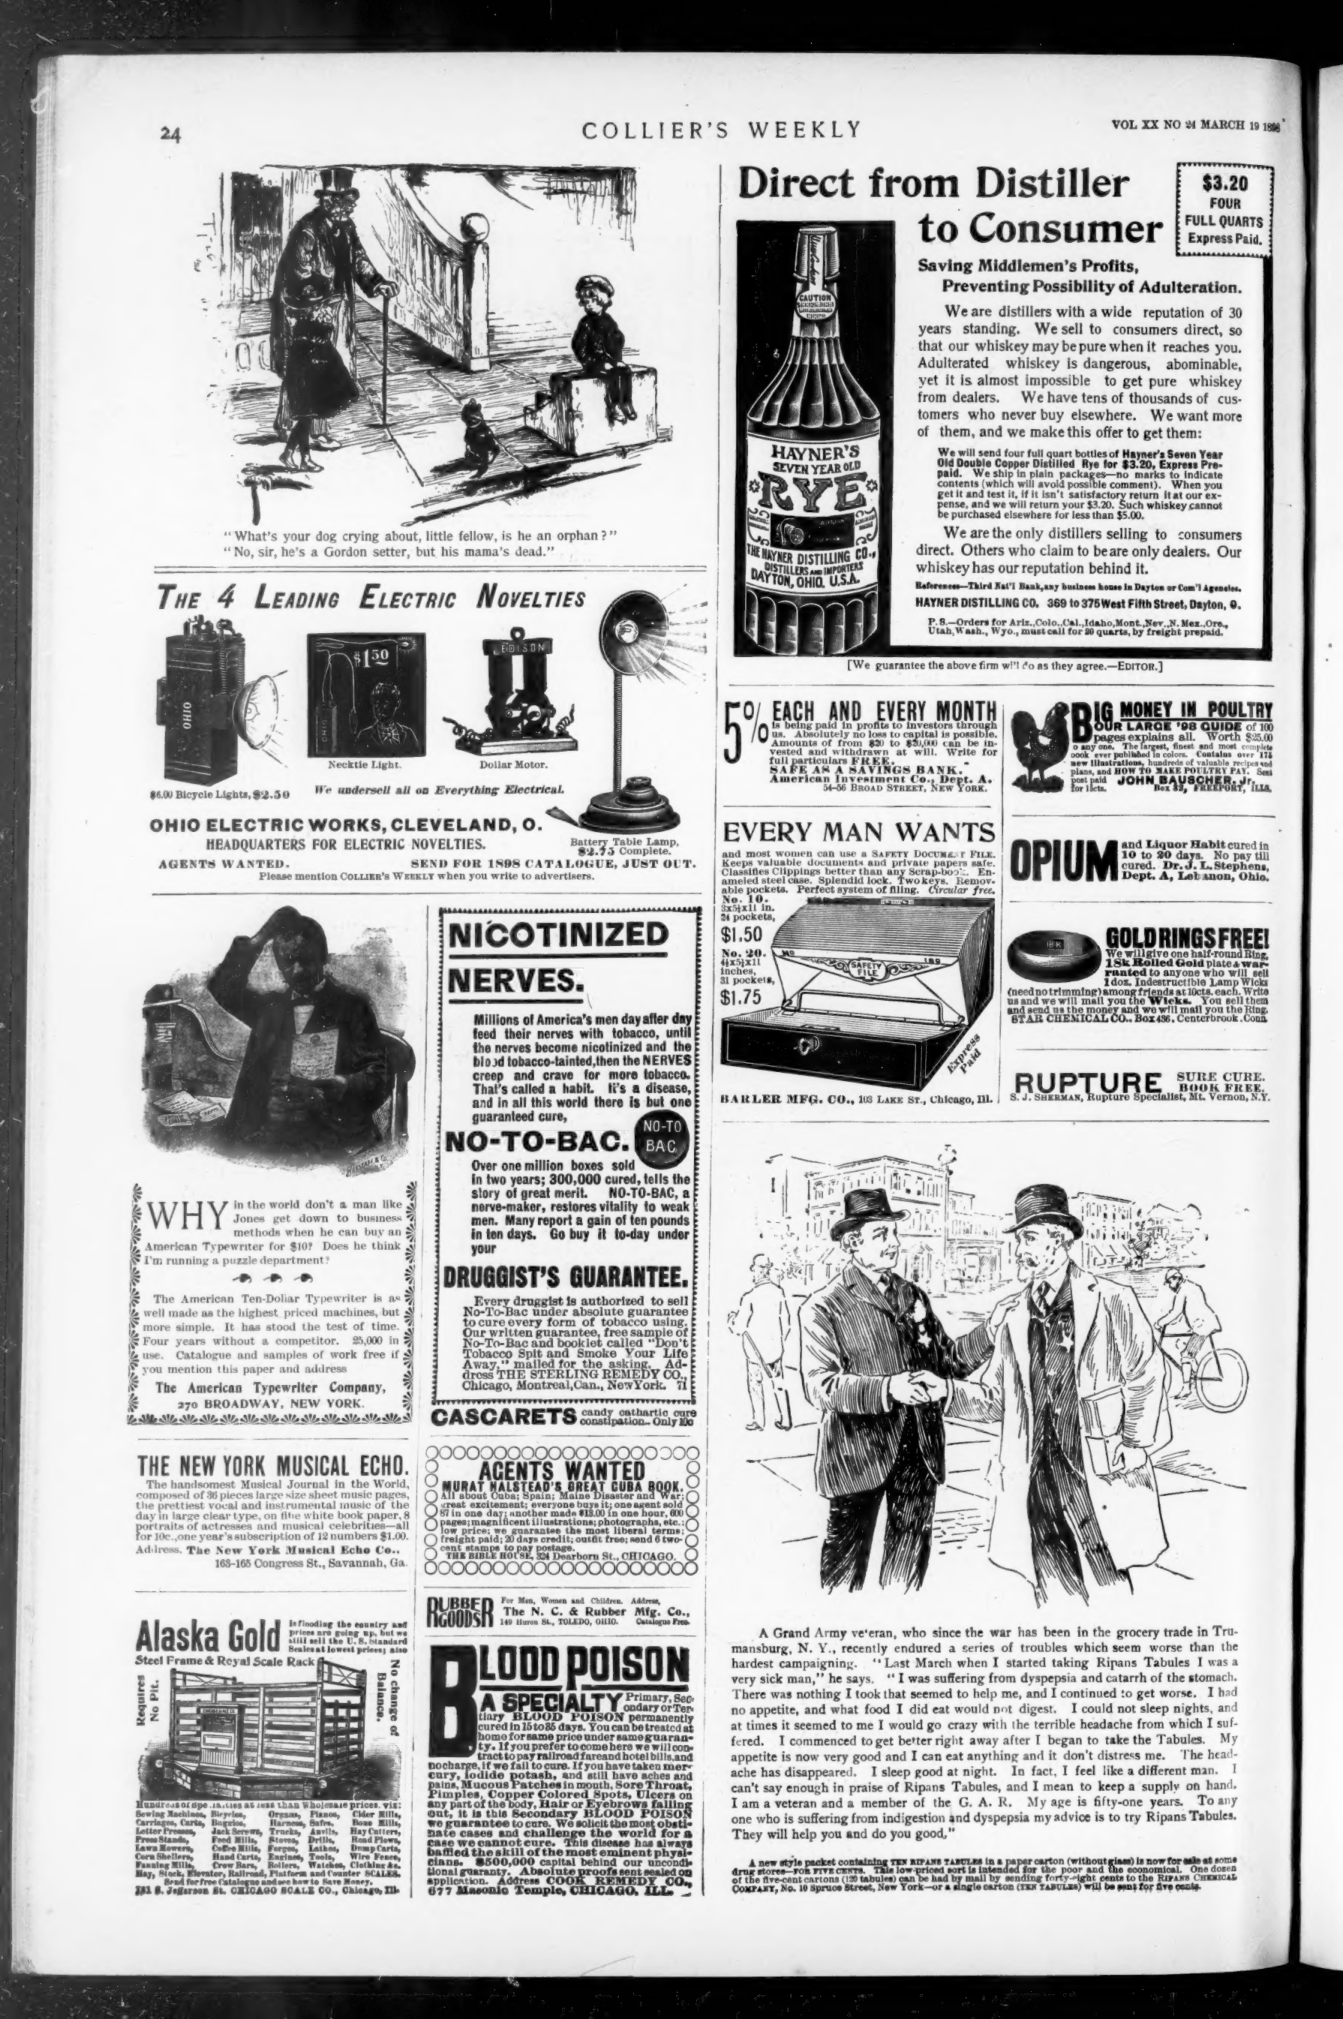 24
COLLIER'S WEEKLY
VOL XX NO 24 MARCH 19 1898
"What's your dog crying about, little fellow, is he an orphan?"
"No, sir, he's a Gordon setter, but his mama's dead."
THE 4 LEADING ELECTRIC NOVELTIES
OHIO
$1.50
EDISON
Necktie Light.
Dollar Motor.
$6.00 Bicycle Lights, $2.50
We undersell all on Everything Electrical.
OHIO ELECTRIC WORKS, CLEVELAND, O.
HEADQUARTERS FOR ELECTRIC NOVELTIES.
Battery Table Lamp,
$2.75 Complete.
AGENTS WANTED.
SEND FOR 1898 CATALOGUE, JUST OUT.
Please mention COLLIER'S WEEKLY when you write to advertisers.
WHY in the world don't a man like
Jones get down to business
methods when he can buy an
American Typewriter for $10? Does he think
I'm running a puzzle department?
The American Ten-Dollar Typewriter is as
well made as the highest priced machines, but
more simple. It has stood the test of time.
Four years without a competitor. 25,000 in
use. Catalogue and samples of work free if
you mention this paper and address
The American Typewriter Company,
270 BROADWAY, NEW YORK.
THE NEW YORK MUSICAL ECHO.
The handsomest Musical Journal in the World,
composed of 36 pieces large size sheet music pages,
the prettiest vocal and instrumental music of the
day in large clear type, on fine white book paper, 8
portraits of actresses and musical celebrities—all
for 10c., one year's subscription of 12 numbers $1.00.
Address. The New York Musical Echo Co..
163-165 Congress St., Savannah, Ga.
Alaska Gold
is flooding the country and
prices are going up, but we
still sell the U. S. Standard
Scales at lowest prices; also
Steel Frame & Royal Scale Rack
Requires
No Pit.
No change of
Balance.
Hundreds of Specialties at less than Wholesale prices. viz:
Sewing Machines, Bicycles, Organs, Pianos, Cider Mills,
Carriages, Carts, Buggies, Harness, Safes, Bone Mills,
Letter Presses, Jack Screws, Trucks, Anvils, Hay Cutters,
Press Stands, Feed Mills, Stoves, Drills, Road Plows,
Lawn Mowers, Coffee Mills, Forges, Lathes, Dump Carts,
Corn Shellers, Hand Carts, Engines, Tools, Wire Fence,
Fanning Mills, Crow Bars, Boilers, Watches, Clothing &c.
Hay, Stock, Elevator, Railroad, Platform and Counter SCALES.
Send for free Catalogue and see how to Save Money.
151 S. Jefferson St. CHICAGO SCALE CO., Chicago, Ill.
NICOTINIZED
NERVES.
Millions of America's men day after day
feed their nerves with tobacco, until
the nerves become nicotinized and the
blood tobacco-tainted, then the NERVES
creep and crave for more tobacco.
That's called a habit. It's a disease,
and in all this world there is but one
guaranteed cure,
NO-TO-BAC.
NO-TO
BAC
Over one million boxes sold
in two years; 300,000 cured, tells the
story of great merit. NO-TO-BAC, a
nerve-maker, restores vitality to weak
men. Many report a gain of ten pounds
in ten days. Go buy it to-day under
your
DRUGGIST'S GUARANTEE.
Every druggist is authorized to sell
No-To-Bac under absolute guarantee
to cure every form of tobacco using.
Our written guarantee, free sample of
No-To-Bac and booklet called "Don't
Tobacco Spit and Smoke Your Life
Away," mailed for the asking. Ad-
dress THE STERLING REMEDY CO.,
Chicago, Montreal, Can., New York. 71
CASCARETS candy cathartic cure
constipation. Only 10c
AGENTS WANTED
MURAT HALSTEAD'S GREAT CUBA BOOK.
All about Cuba; Spain; Maine Disaster and War;
great excitement; everyone buys it; one agent sold
87 in one day; another made $13.00 in one hour, 600
pages; magnificent illustrations; photographs, etc.;
low price; we guarantee the most liberal terms;
freight paid; 20 days credit; outfit free; send 6 two-
cent stamps to pay postage.
THE BIBLE HOUSE, 324 Dearborn St., CHICAGO.
RUBBER
GOODS
For Men, Women and Children. Address,
The N. C. & Rubber Mfg. Co.,
149 Huron St., TOLEDO, OHIO. Catalogue Free.
BLOOD POISON
A SPECIALTY Primary, Sec-
ondary or Ter-
tiary BLOOD POISON permanently
cured in 15 to 35 days. You can be treated at
home for same price under same guaran-
ty. If you prefer to come here we will con-
tract to pay railroad fare and hotel bills, and
no charge, if we fail to cure. If you have taken mer-
cury, iodide potash, and still have aches and
pains, Mucous Patches in mouth, Sore Throat,
Pimples, Copper Colored Spots, Ulcers on
any part of the body, Hair or Eyebrows falling
out, it is this Secondary BLOOD POISON
we guarantee to cure. We solicit the most obsti-
nate cases and challenge the world for a
case we cannot cure. This disease has always
baffled the skill of the most eminent physi-
cians. $500,000 capital behind our uncondi-
tional guaranty. Absolute proofs sent sealed on
application. Address COOK REMEDY CO.,
677 Masonic Temple, CHICAGO, ILL.
Direct from Distiller
to Consumer
$3.20
FOUR
FULL QUARTS
Express Paid.
Saving Middlemen's Profits,
Preventing Possibility of Adulteration.
CAUTION
HAYNER'S
SEVEN YEAR OLD
RYE
THE HAYNER DISTILLING CO.,
DISTILLERS AND IMPORTERS
DAYTON, OHIO, U.S.A.
We are distillers with a wide reputation of 30
years standing. We sell to consumers direct, so
that our whiskey may be pure when it reaches you.
Adulterated whiskey is dangerous, abominable,
yet it is almost impossible to get pure whiskey
from dealers. We have tens of thousands of cus-
tomers who never buy elsewhere. We want more
of them, and we make this offer to get them:
We will send four full quart bottles of Hayner's Seven Year
Old Double Copper Distilled Rye for $3.20, Express Pre-
paid. We ship in plain packages—no marks to indicate
contents (which will avoid possible comment). When you
get it and test it, if it isn't satisfactory return it at our ex-
pense, and we will return your $3.20. Such whiskey cannot
be purchased elsewhere for less than $5.00.
We are the only distillers selling to consumers
direct. Others who claim to be are only dealers. Our
whiskey has our reputation behind it.
References—Third Nat'l Bank, any business house in Dayton or Com'l Agencies.
HAYNER DISTILLING CO. 369 to 375 West Fifth Street, Dayton, O.
P. S.—Orders for Ariz., Colo., Cal., Idaho, Mont., Nev., N. Mex., Ore.,
Utah, Wash., Wyo., must call for 20 quarts, by freight prepaid.
[We guarantee the above firm will do as they agree.—EDITOR.]
5% EACH AND EVERY MONTH
is being paid in profits to investors through
us. Absolutely no loss to capital is possible.
Amounts of from $20 to $20,000 can be in-
vested and withdrawn at will. Write for
full particulars FREE.
SAFE AS A SAVINGS BANK.
American Investment Co., Dept. A.
54-56 BROAD STREET, NEW YORK.
BIG MONEY IN POULTRY
OUR LARGE '98 GUIDE of 100
pages explains all. Worth $25.00
to any one. The largest, finest and most complete
book ever published in colors. Contains over 175
new illustrations, hundreds of valuable recipes and
plans, and HOW TO MAKE POULTRY PAY. Sent
post paid for 15cts. JOHN BAUSCHER, Jr.,
Box 82, FREEPORT, ILLS.
EVERY MAN WANTS
and most women can use a SAFETY DOCUMENT FILE.
Keeps valuable documents and private papers safe.
Classifies Clippings better than any Scrap-book. En-
ameled steel case. Splendid lock. Two keys. Remov-
able pockets. Perfect system of filing. Circular free.
No. 10.
3x5½x11 in.
24 pockets,
$1.50
No. 20.
4½x5½x11
inches,
31 pockets,
$1.75
SAFETY
FILE
Express
Paid
BARLER MFG. CO., 103 LAKE ST., Chicago, Ill.
OPIUM and Liquor Habit cured in
10 to 20 days. No pay till
cured. Dr. J. L. Stephens,
Dept. A, Lebanon, Ohio.
GOLD RINGS FREE!
We will give one half-round Ring,
18k Rolled Gold plate & war-
ranted to anyone who will sell
1 doz. Indestructible Lamp Wicks
(need no trimming) among friends at 10cts. each. Write
us and we will mail you the Wicks. You sell them
and send us the money and we will mail you the Ring.
STAR CHEMICAL CO., Box 436, Centerbrook, Conn.
RUPTURE SURE CURE.
BOOK FREE.
S. J. SHERMAN, Rupture Specialist, Mt. Vernon, N.Y.
A Grand Army veteran, who since the war has been in the grocery trade in Tru-
mansburg, N. Y., recently endured a series of troubles which seem worse than the
hardest campaigning. "Last March when I started taking Ripans Tabules I was a
very sick man," he says. "I was suffering from dyspepsia and catarrh of the stomach.
There was nothing I took that seemed to help me, and I continued to get worse. I had
no appetite, and what food I did eat would not digest. I could not sleep nights, and
at times it seemed to me I would go crazy with the terrible headache from which I suf-
fered. I commenced to get better right away after I began to take the Tabules. My
appetite is now very good and I can eat anything and it don't distress me. The head-
ache has disappeared. I sleep good at night. In fact, I feel like a different man. I
can't say enough in praise of Ripans Tabules, and I mean to keep a supply on hand.
I am a veteran and a member of the G. A. R. My age is fifty-one years. To any
one who is suffering from indigestion and dyspepsia my advice is to try Ripans Tabules.
They will help you and do you good,"
A new style packet containing TEN RIPANS TABULES in a paper carton (without glass) is now for sale at some
drug stores—FOR FIVE CENTS. This low-priced sort is intended for the poor and the economical. One dozen
of the five-cent cartons (120 tabules) can be had by mail by sending forty-eight cents to the RIPANS CHEMICAL
COMPANY, No. 10 Spruce Street, New York—or a single carton (TEN TABULES) will be sent for five cents.